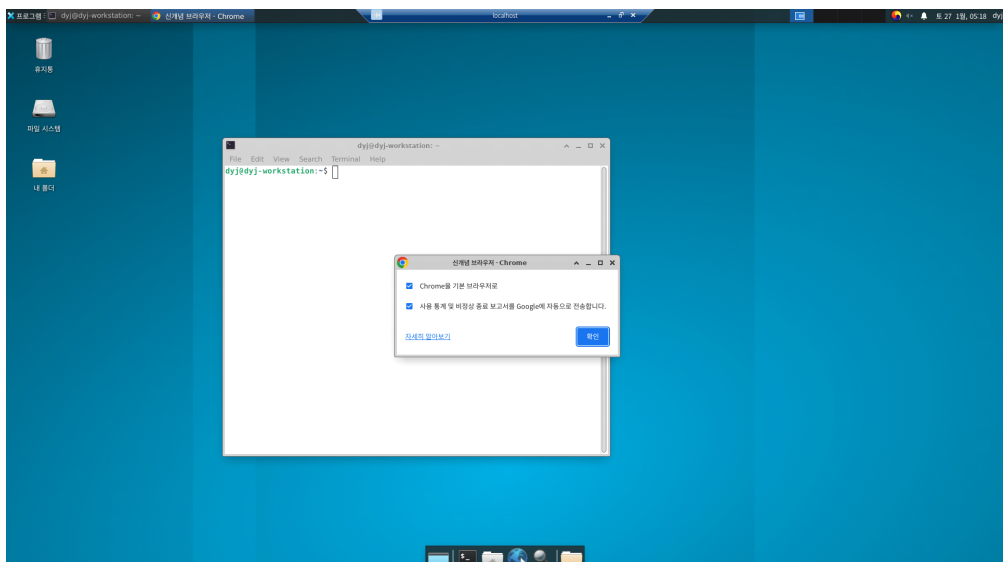 프로그램 dyj@dyj-workstation: ~ 신개념 브라우저 - Chrome localhost 토 27 1월, 05:18 dyj
휴지통
파일 시스템
내 폴더
dyj@dyj-workstation: ~
File Edit View Search Terminal Help
dyj@dyj-workstation:~$
신개념 브라우저 - Chrome
Chrome을 기본 브라우저로
사용 통계 및 비정상 종료 보고서를 Google에 자동으로 전송합니다.
자세히 알아보기
확인
$_